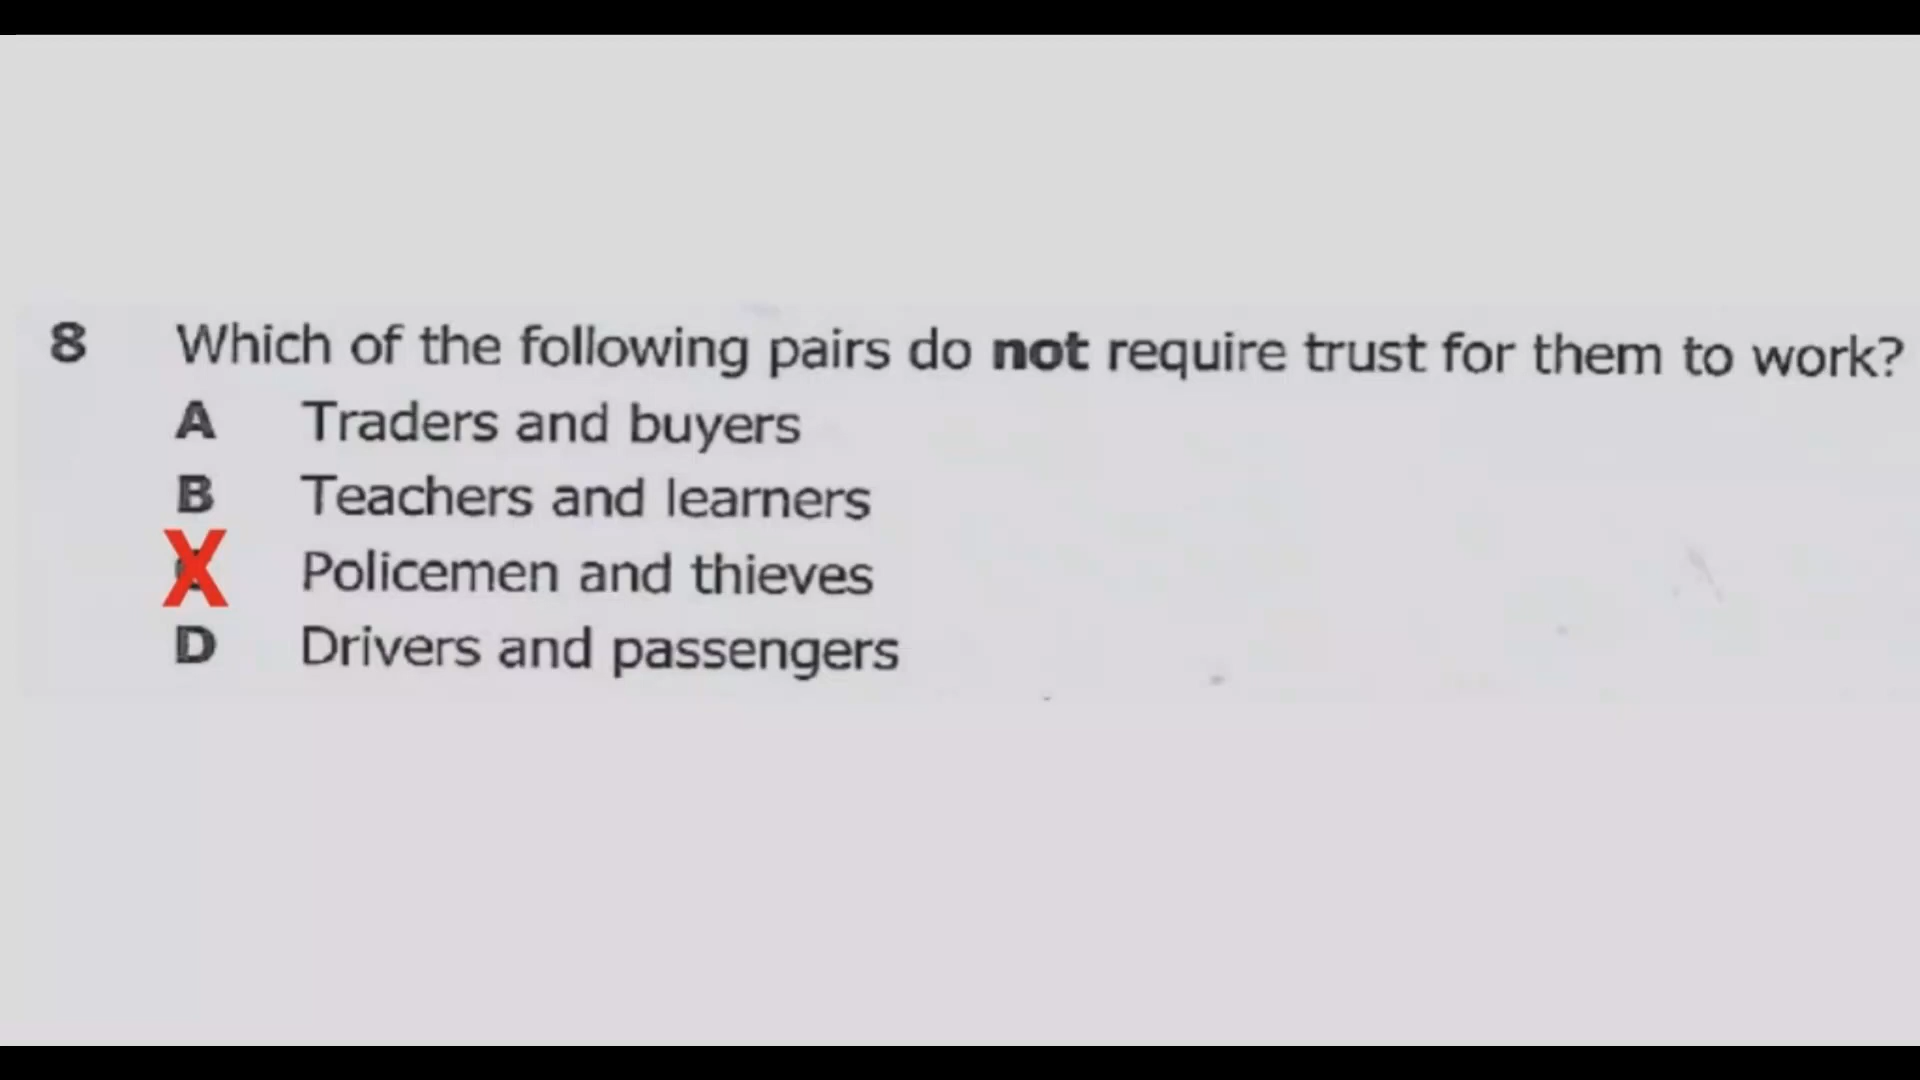 8 Which of the following pairs do not require trust for them to work?
A Traders and buyers
B Teachers and learners
X Policemen and thieves
D Drivers and passengers